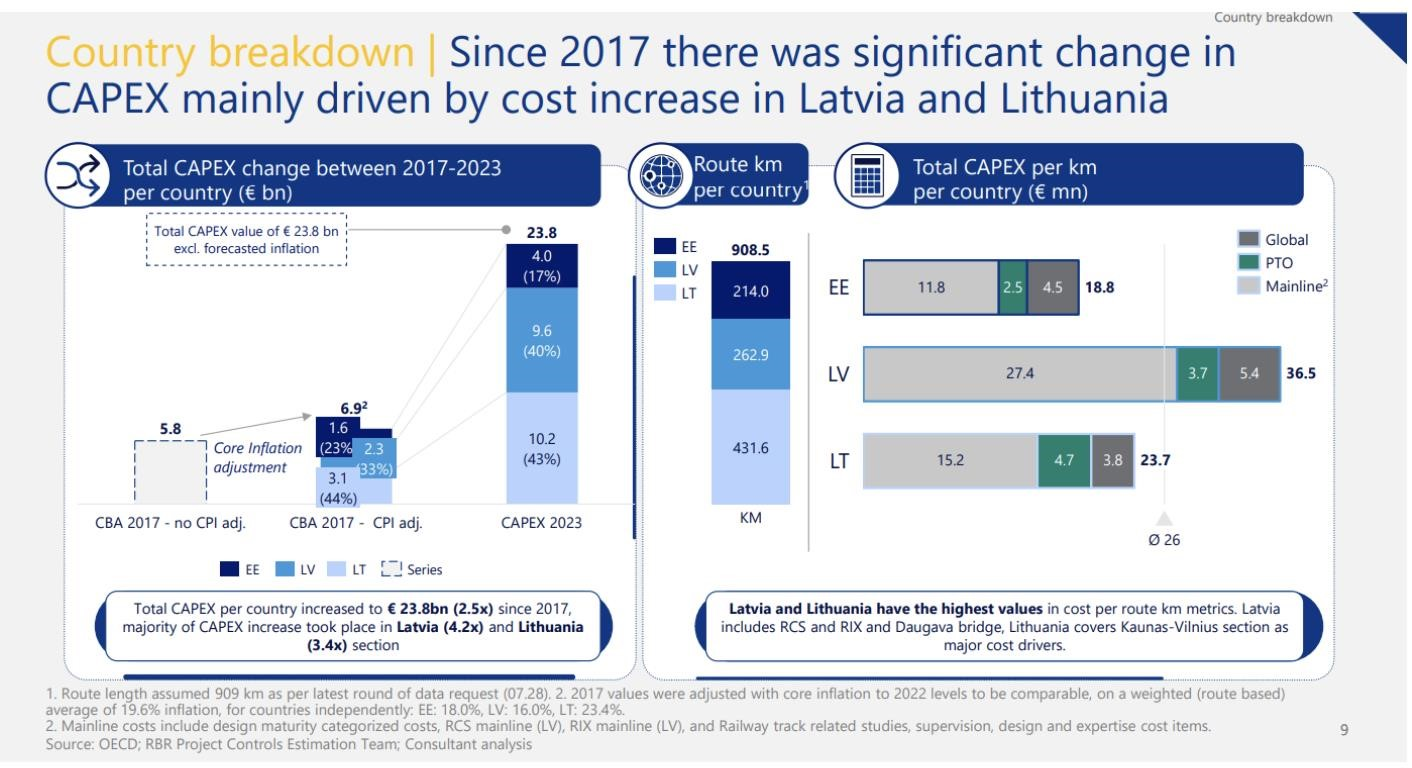 Country breakdown
Country breakdown | Since 2017 there was significant change in
CAPEX mainly driven by cost increase in Latvia and Lithuania
Total CAPEX change between 2017-2023
per country (€ bn)
Total CAPEX value of € 23.8 bn
excl. forecasted inflation
23.8
4.0
(17%)
9.6
(40%)
10.2
(43%)
6.9²
1.6
(23%
2.3
(33%)
3.1
(44%)
5.8
Core Inflation
adjustment
CBA 2017 - no CPI adj.
CBA 2017 - CPI adj.
CAPEX 2023
EE
LV
LT
Series
Total CAPEX per country increased to € 23.8bn (2.5x) since 2017,
majority of CAPEX increase took place in Latvia (4.2x) and Lithuania
(3.4x) section
Route km
per country¹
EE
LV
LT
908.5
214.0
262.9
431.6
KM
Total CAPEX per km
per country (€ mn)
Global
PTO
Mainline²
EE
11.8
2.5
4.5
18.8
LV
27.4
3.7
5.4
36.5
LT
15.2
4.7
3.8
23.7
Ø 26
Latvia and Lithuania have the highest values in cost per route km metrics. Latvia
includes RCS and RIX and Daugava bridge, Lithuania covers Kaunas-Vilnius section as
major cost drivers.
1. Route length assumed 909 km as per latest round of data request (07.28). 2. 2017 values were adjusted with core inflation to 2022 levels to be comparable, on a weighted (route based)
average of 19.6% inflation, for countries independently: EE: 18.0%, LV: 16.0%, LT: 23.4%.
2. Mainline costs include design maturity categorized costs, RCS mainline (LV), RIX mainline (LV), and Railway track related studies, supervision, design and expertise cost items.
Source: OECD; RBR Project Controls Estimation Team; Consultant analysis
9